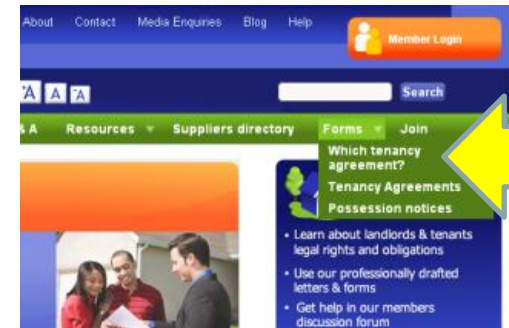 About Contact Media Enquiries Blog Help
Member Login
A A A
Search
& A Resources Suppliers directory Forms Join
Which tenancy
agreement?
Tenancy Agreements
Possession notices
• Learn about landlords & tenants
legal rights and obligations
• Use our professionally drafted
letters & forms
• Get help in our members
discussion forum